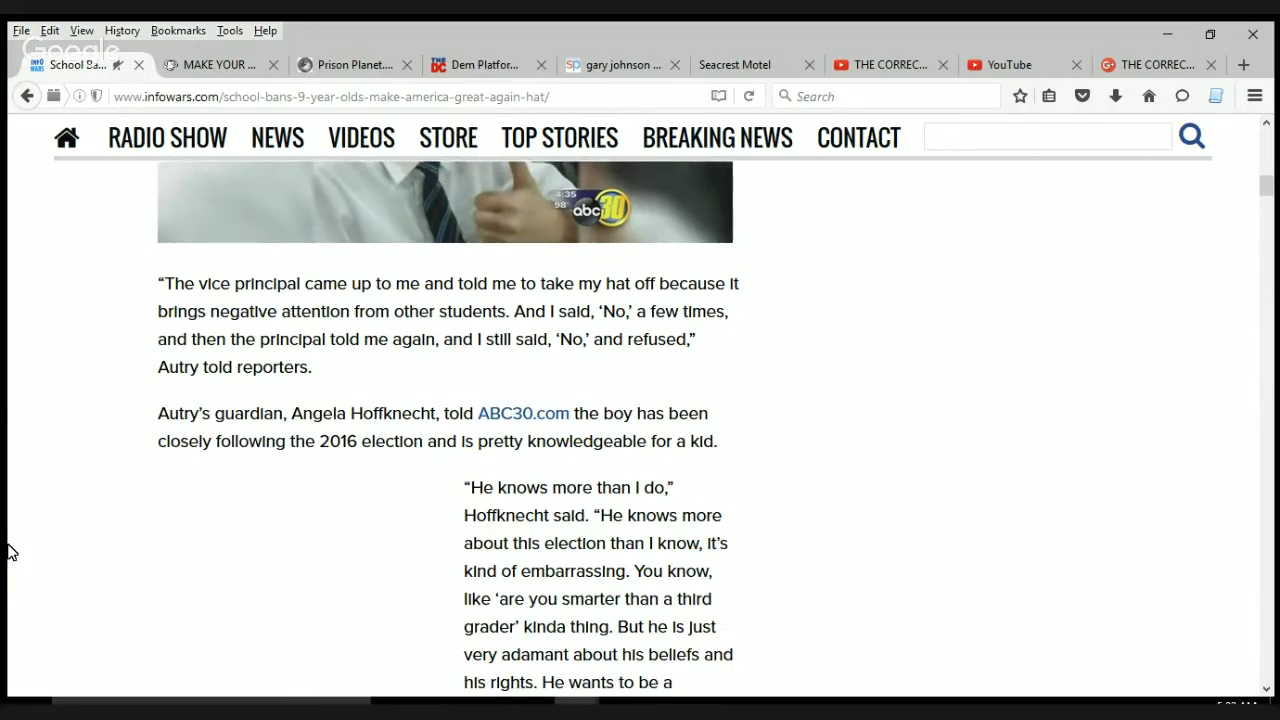 File Edit View History Bookmarks Tools Help
Google
School Ba... MAKE YOUR ... Prison Planet.... Dem Platfor... gary johnson ... Seacrest Motel THE CORREC... YouTube THE CORREC...
www.infowars.com/school-bans-9-year-olds-make-america-great-again-hat/ Search
RADIO SHOW NEWS VIDEOS STORE TOP STORIES BREAKING NEWS CONTACT
4:35
98°
abc 30
“The vice principal came up to me and told me to take my hat off because it
brings negative attention from other students. And I said, ‘No,’ a few times,
and then the principal told me again, and I still said, ‘No,’ and refused,”
Autry told reporters.
Autry’s guardian, Angela Hoffknecht, told ABC30.com the boy has been
closely following the 2016 election and is pretty knowledgeable for a kid.
“He knows more than I do,”
Hoffknecht said. “He knows more
about this election than I know, it’s
kind of embarrassing. You know,
like ‘are you smarter than a third
grader’ kinda thing. But he is just
very adamant about his beliefs and
his rights. He wants to be a